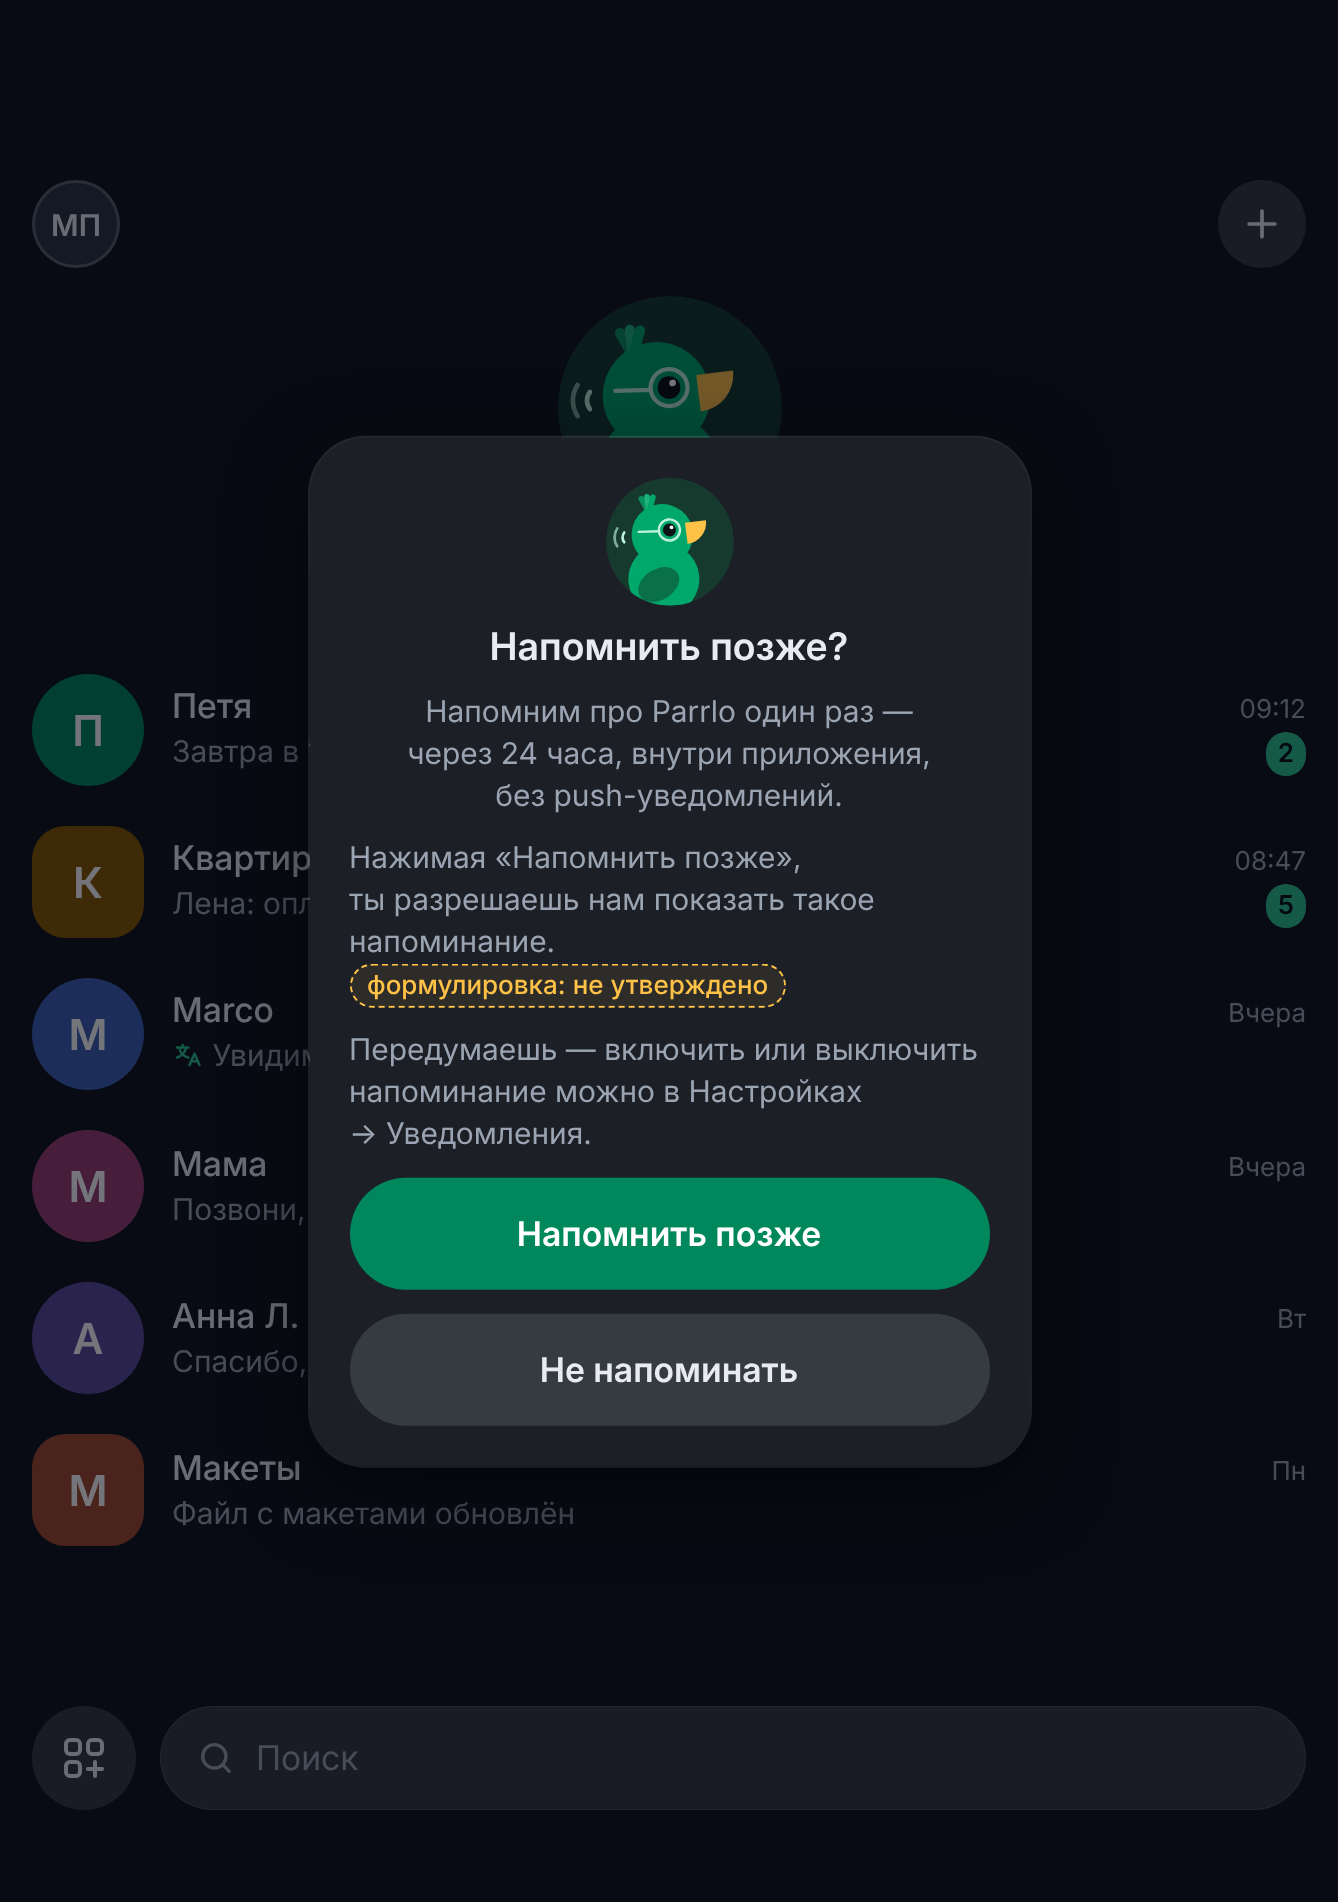 МП
Напомнить позже?
Напомним про Parrlo один раз —
через 24 часа, внутри приложения,
без push-уведомлений.
Нажимая «Напомнить позже»,
ты разрешаешь нам показать такое
напоминание.
формулировка: не утверждено
Передумаешь — включить или выключить
напоминание можно в Настройках
→ Уведомления.
Напомнить позже
Не напоминать
П
Петя
09:12
Завтра в
2
К
Квартир
08:47
Лена: опл
5
М
Marco
Вчера
Увидим
М
Мама
Вчера
Позвони,
А
Анна Л.
Вт
Спасибо,
М
Макеты
Пн
Файл с макетами обновлён
Поиск